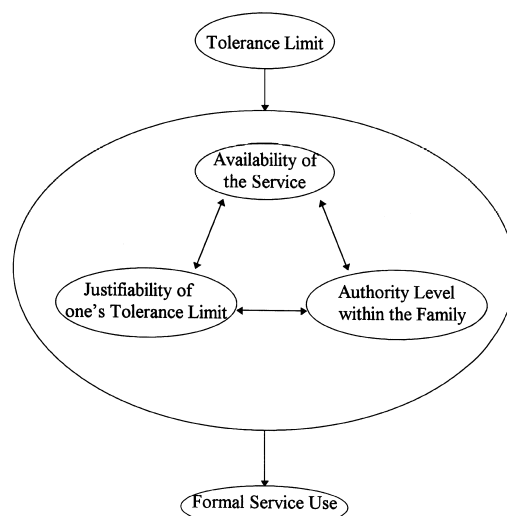 Tolerance Limit
Availability of
the Service
Justifiability of
one's Tolerance Limit
Authority Level
within the Family
Formal Service Use